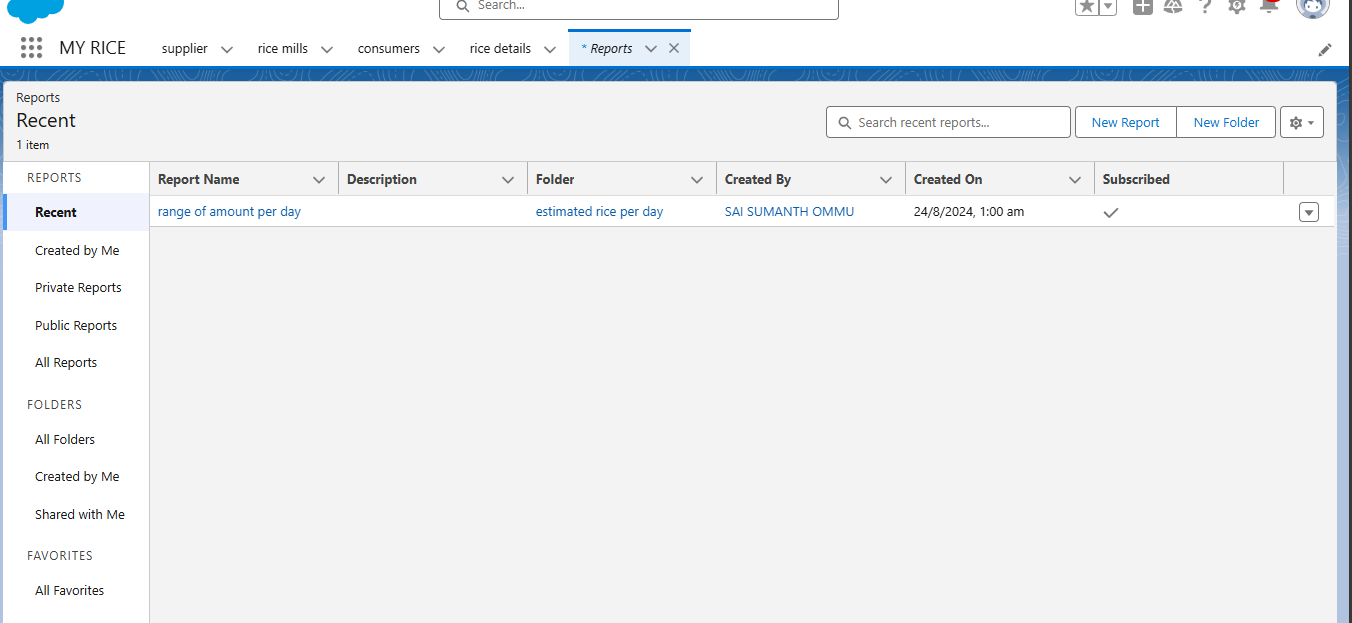 Search...
MY RICE supplier rice mills consumers rice details * Reports
Reports
Recent
1 item
Search recent reports...
New Report
New Folder
REPORTS
Recent
Created by Me
Private Reports
Public Reports
All Reports
FOLDERS
All Folders
Created by Me
Shared with Me
FAVORITES
All Favorites
Report Name Description Folder Created By Created On Subscribed
range of amount per day estimated rice per day SAI SUMANTH OMMU 24/8/2024, 1:00 am